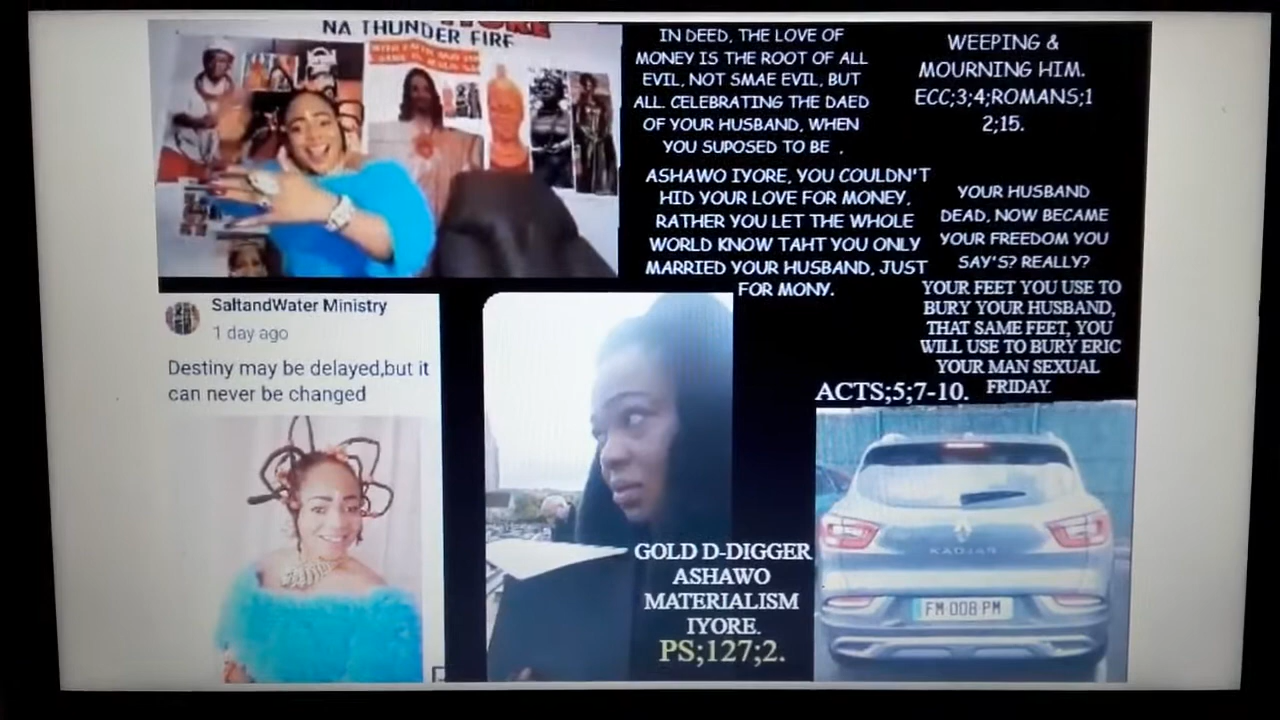 NA THUNDER FIRE
IN DEED, THE LOVE OF
MONEY IS THE ROOT OF ALL
EVIL, NOT SMAE EVIL, BUT
ALL. CELEBRATING THE DAED
OF YOUR HUSBAND, WHEN
YOU SUPOSED TO BE .
WEEPING &
MOURNING HIM.
ECC;3;4;ROMANS;1
2;15.
ASHAWO IYORE, YOU COULDN'T
HID YOUR LOVE FOR MONEY,
RATHER YOU LET THE WHOLE
WORLD KNOW TAHT YOU ONLY
MARRIED YOUR HUSBAND, JUST
FOR MONY.
YOUR HUSBAND
DEAD, NOW BECAME
YOUR FREEDOM YOU
SAY'S? REALLY?
YOUR FEET YOU USE TO
BURY YOUR HUSBAND,
THAT SAME FEET, YOU
WILL USE TO BURY ERIC
YOUR MAN SEXUAL
FRIDAY.
ACTS;5;7-10.
SaltandWater Ministry
1 day ago
Destiny may be delayed,but it
can never be changed
GOLD D-DIGGER
ASHAWO
MATERIALISM
IYORE.
PS;127;2.
KADJAR
FM 008 PM